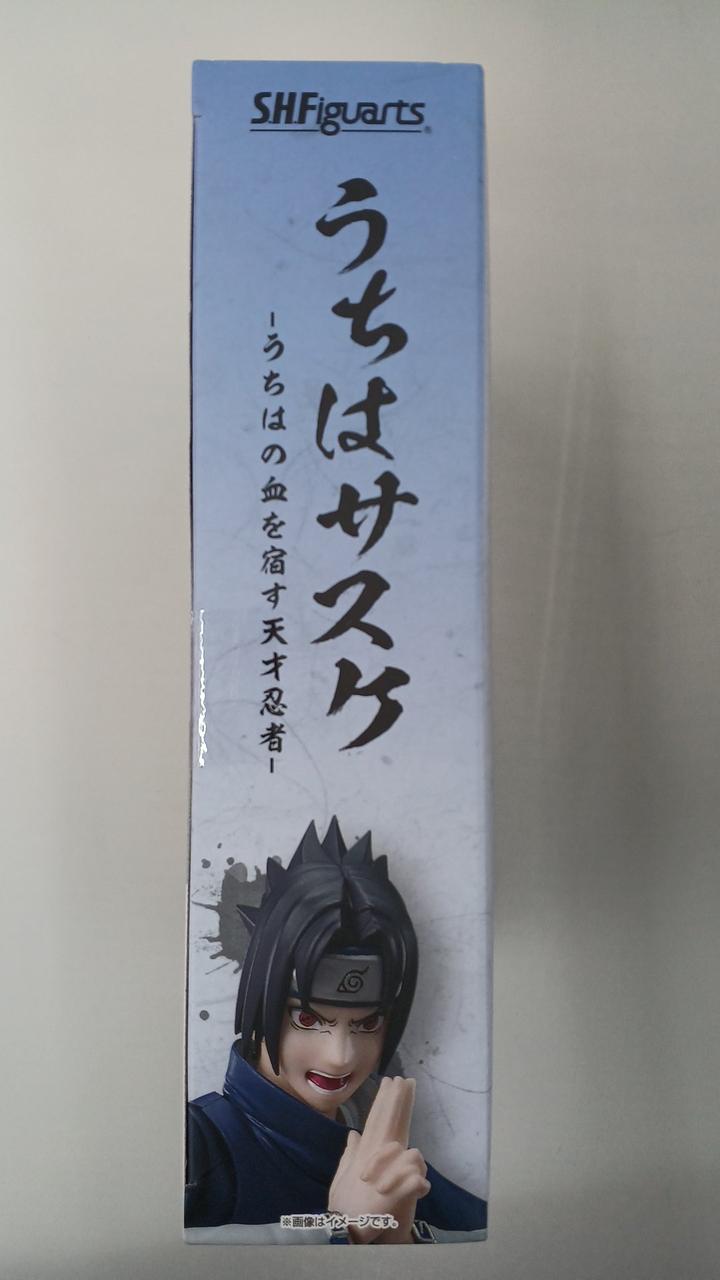 S.H.Figuarts®
うちはサスケ
-うちはの血を宿す天才忍者-
※画像はイメージです。